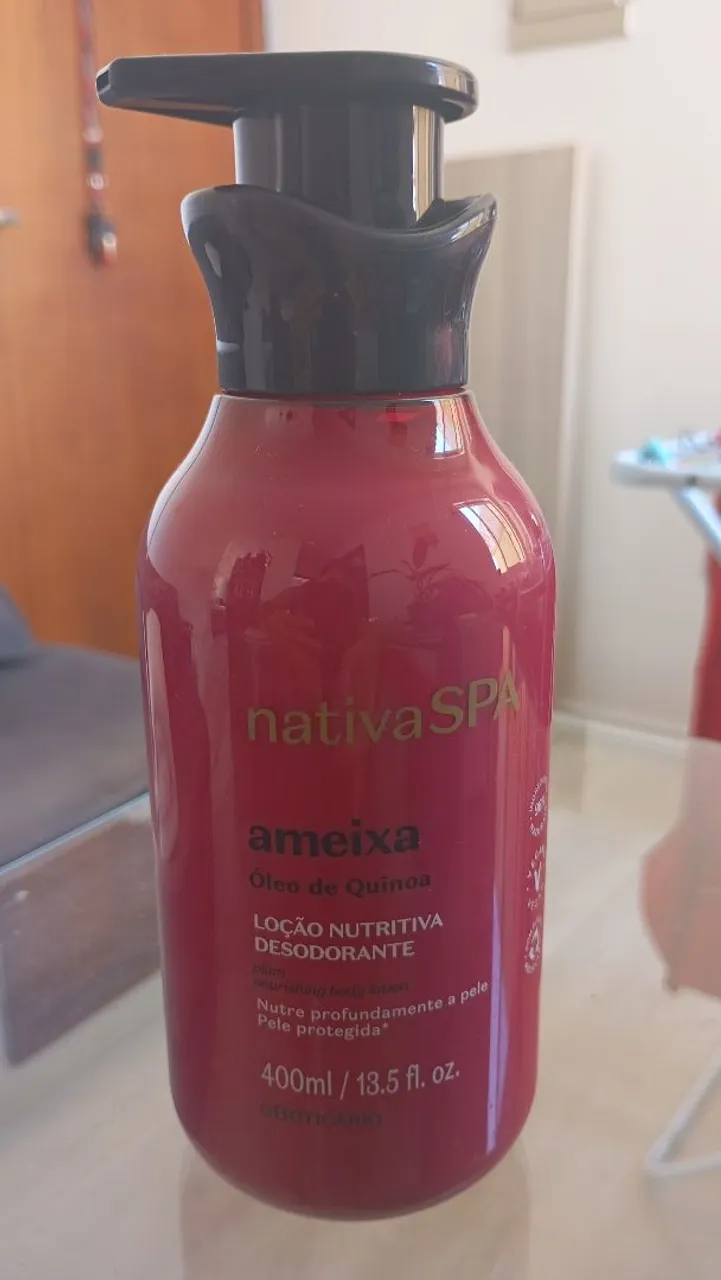 nativaSPA
ameixa
Óleo de Quinoa
LOÇÃO NUTRITIVA
DESODORANTE
plum
nourishing body lotion
Nutre profundamente a pele
Pele protegida*
400ml / 13.5 fl. oz.
oBOTICÁRIO